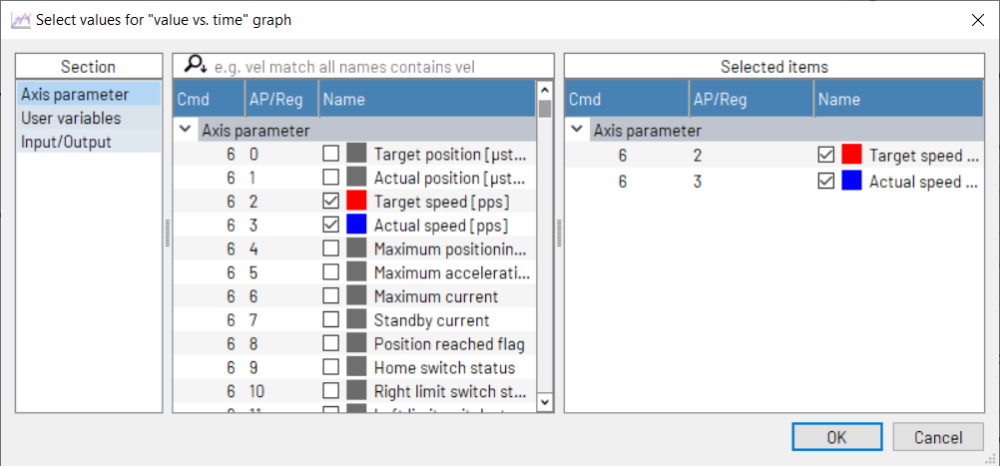 Select values for "value vs. time" graph
Section
Axis parameter
User variables
Input/Output
e.g. vel match all names contains vel
Cmd AP/Reg Name
Axis parameter
6 0 Target position [µst...
6 1 Actual position [µst...
6 2 Target speed [pps]
6 3 Actual speed [pps]
6 4 Maximum positionin...
6 5 Maximum accelerati...
6 6 Maximum current
6 7 Standby current
6 8 Position reached flag
6 9 Home switch status
6 10 Right limit switch st...
Selected items
Cmd AP/Reg Name
Axis parameter
6 2 Target speed ...
6 3 Actual speed ...
OK Cancel